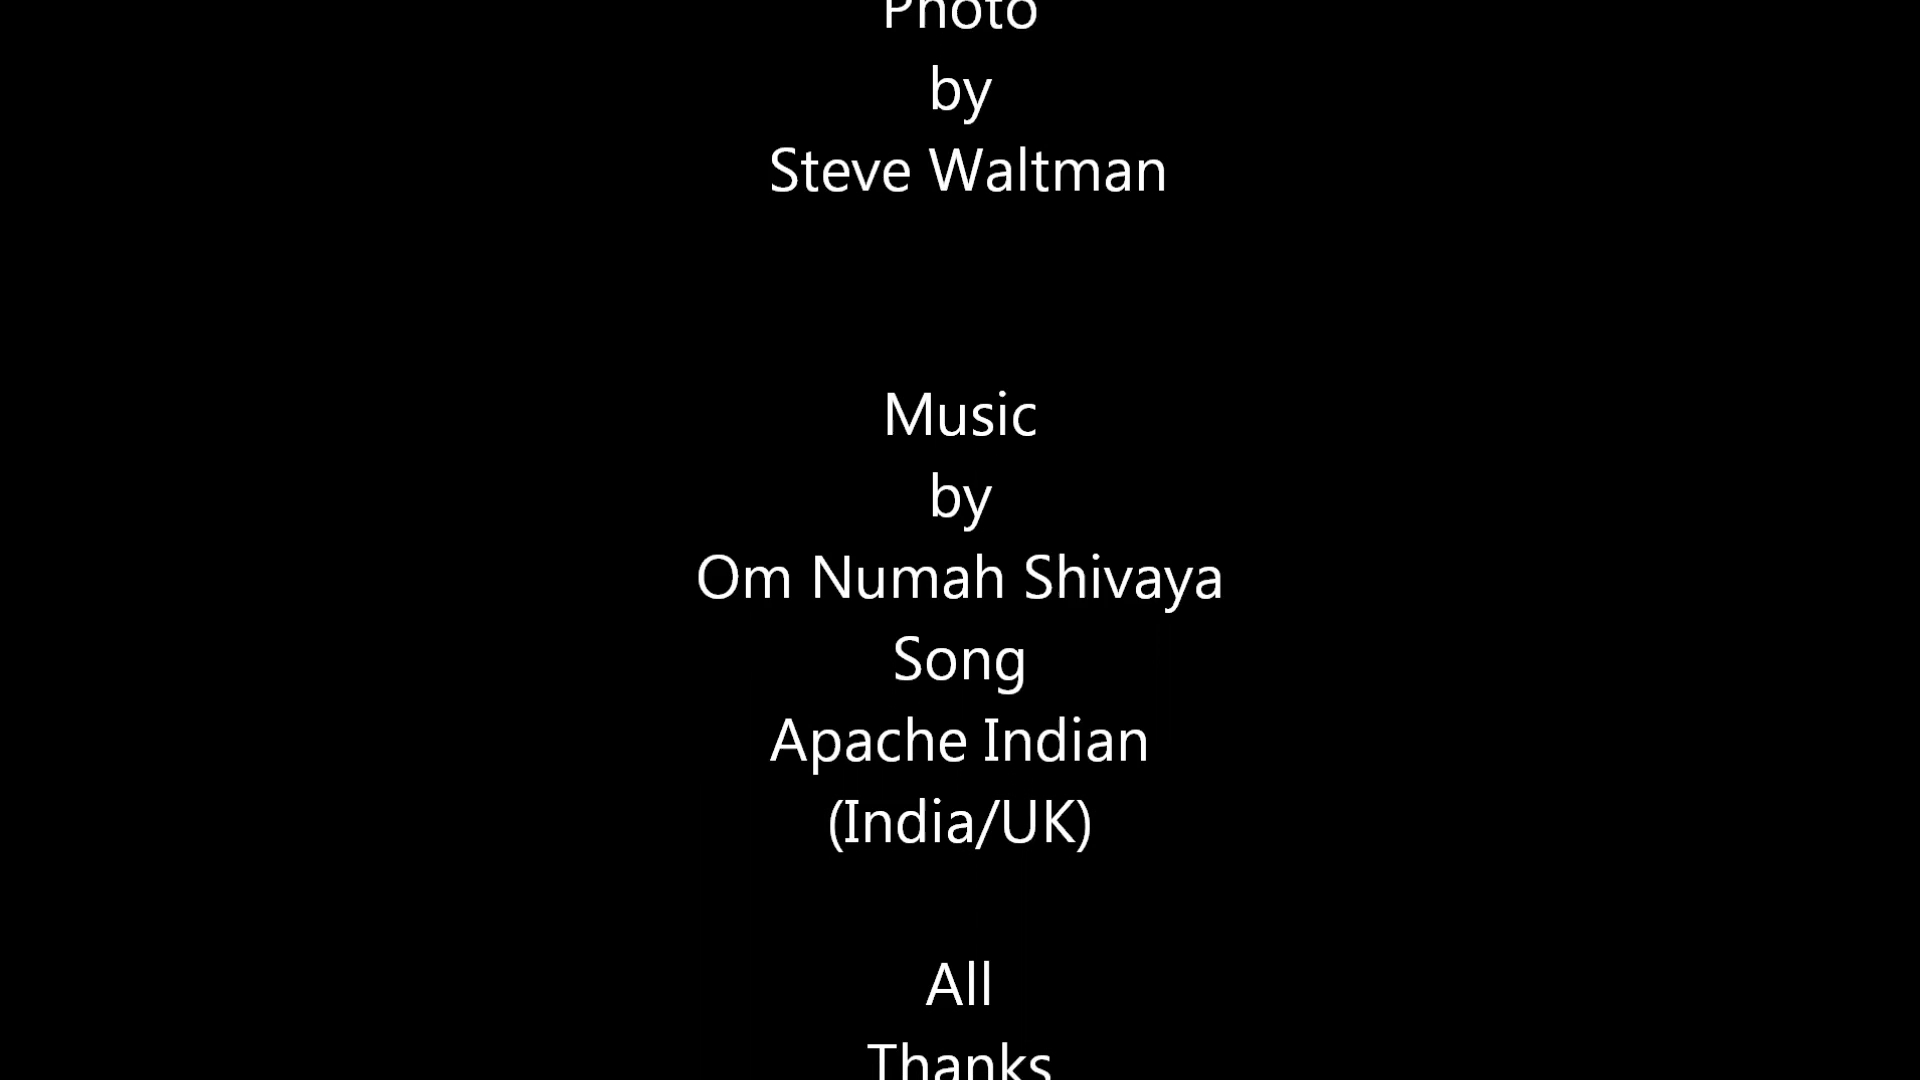 Photo
by
Steve Waltman
Music
by
Om Numah Shivaya
Song
Apache Indian
(India/UK)
All
Thanks